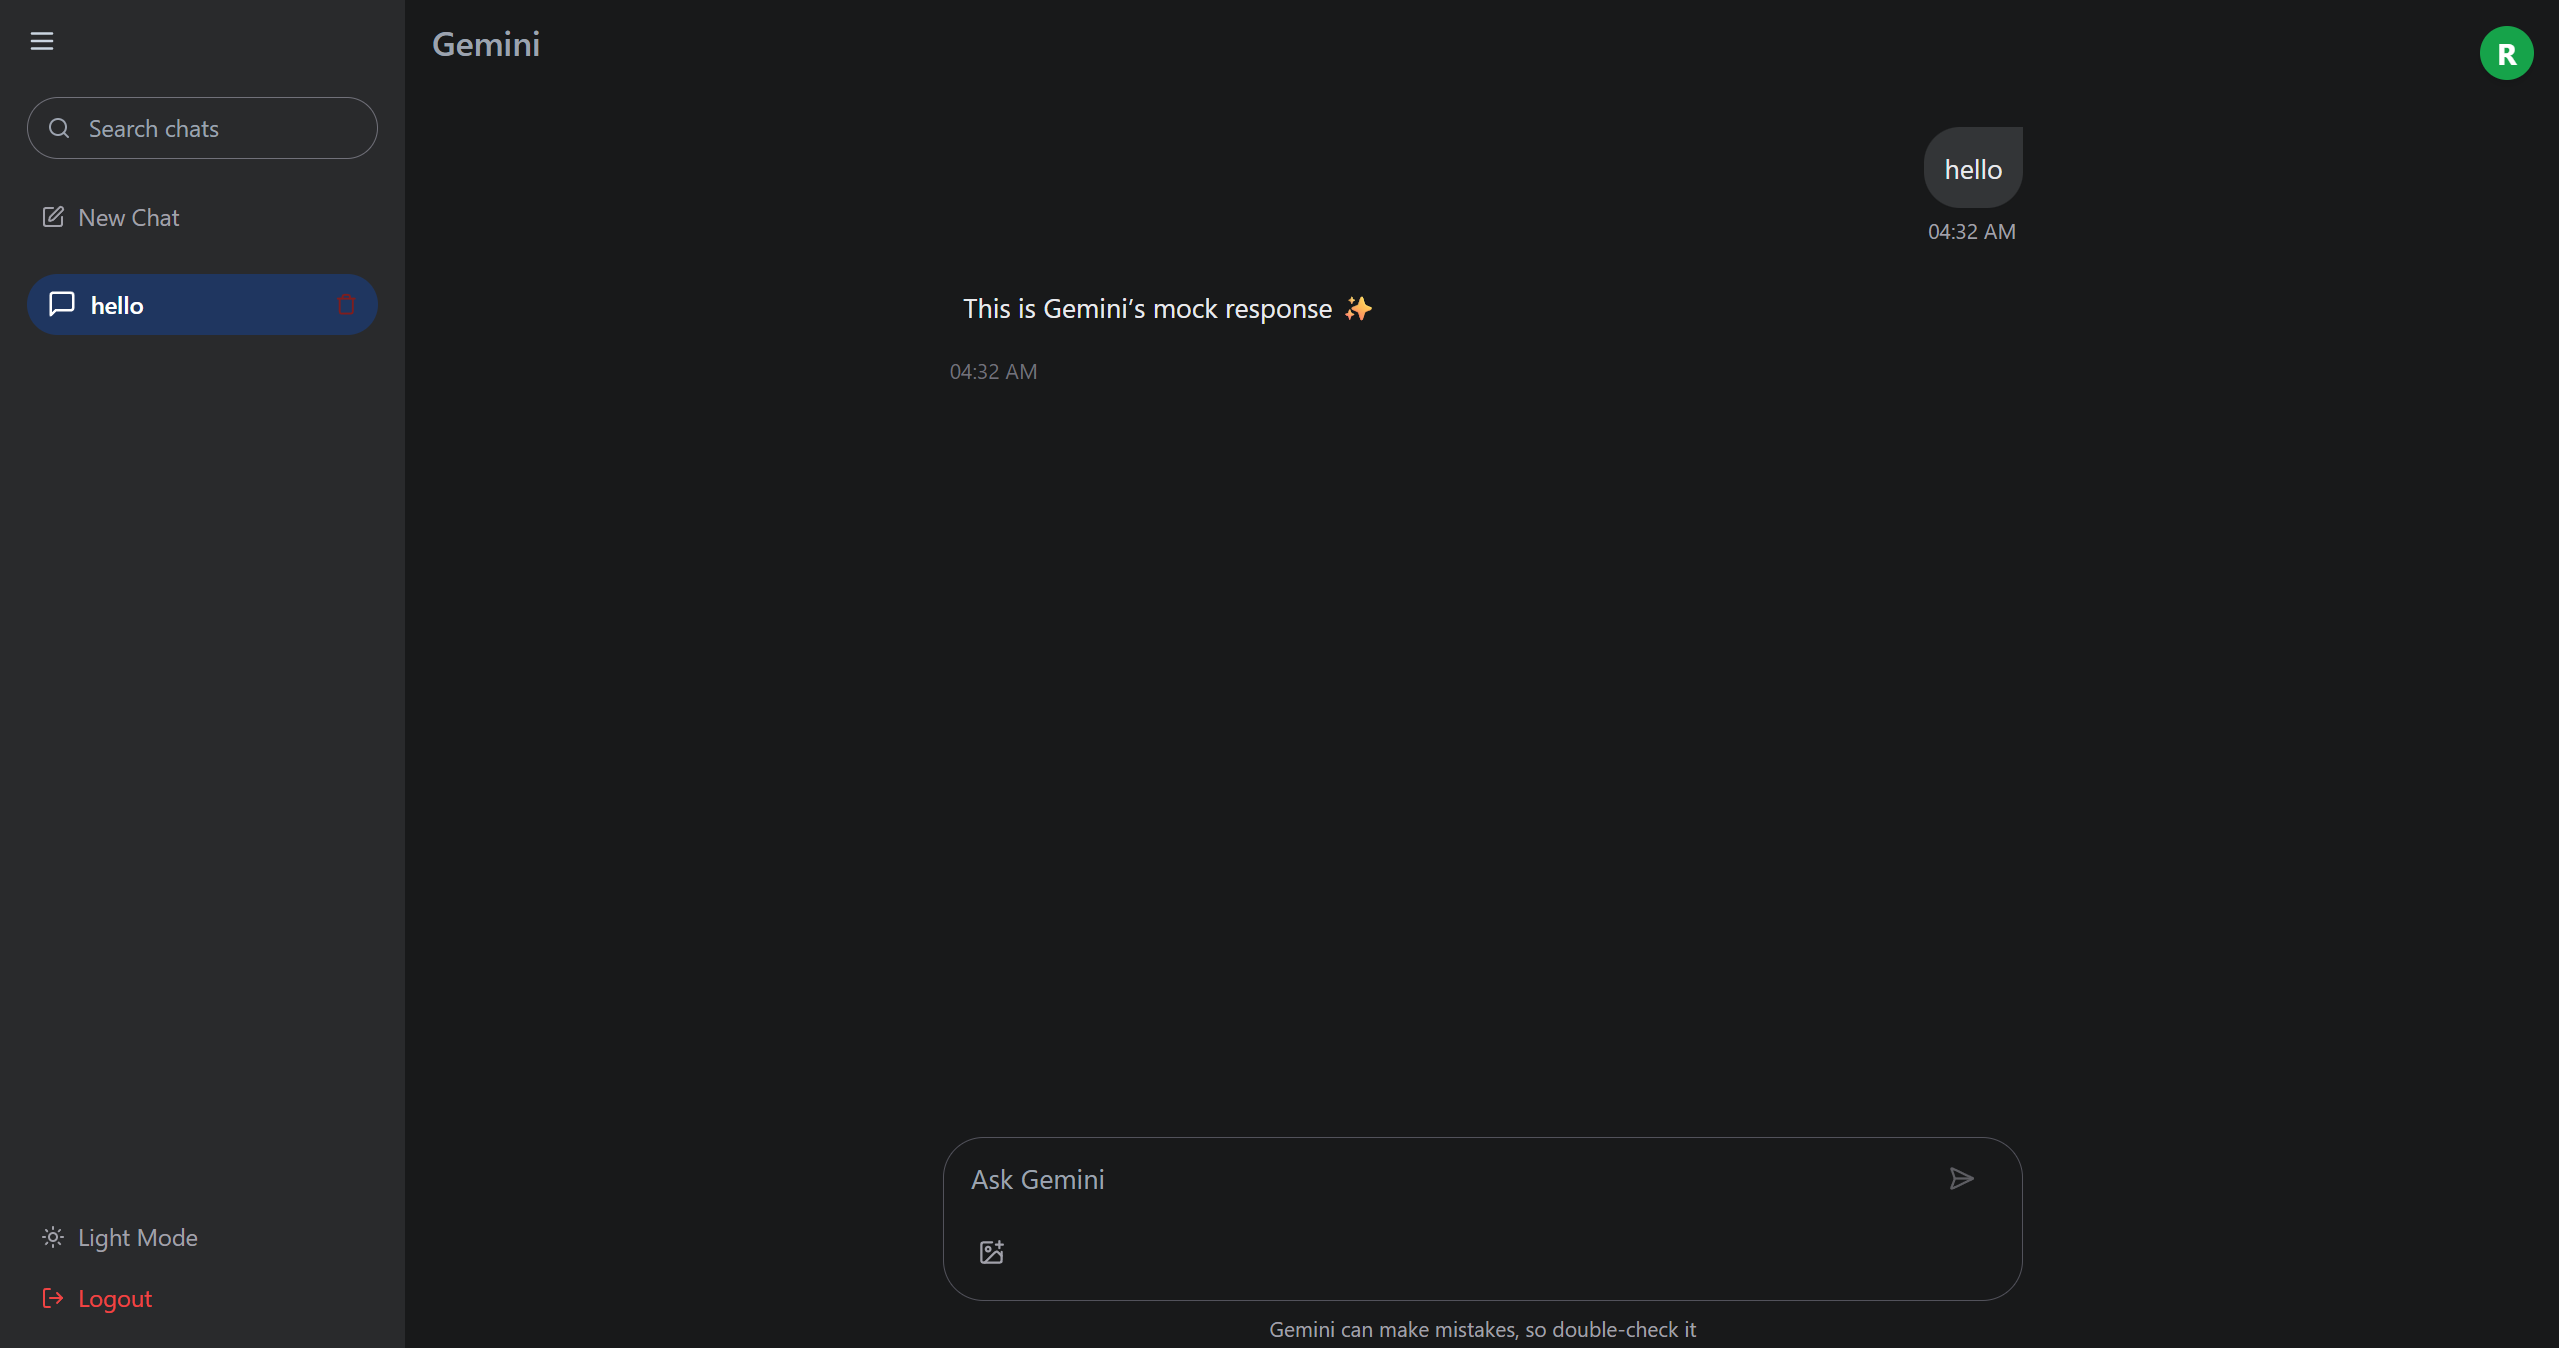 Gemini
R
Search chats
New Chat
hello
Light Mode
Logout
hello
04:32 AM
This is Gemini’s mock response ✨
04:32 AM
Ask Gemini
Gemini can make mistakes, so double-check it